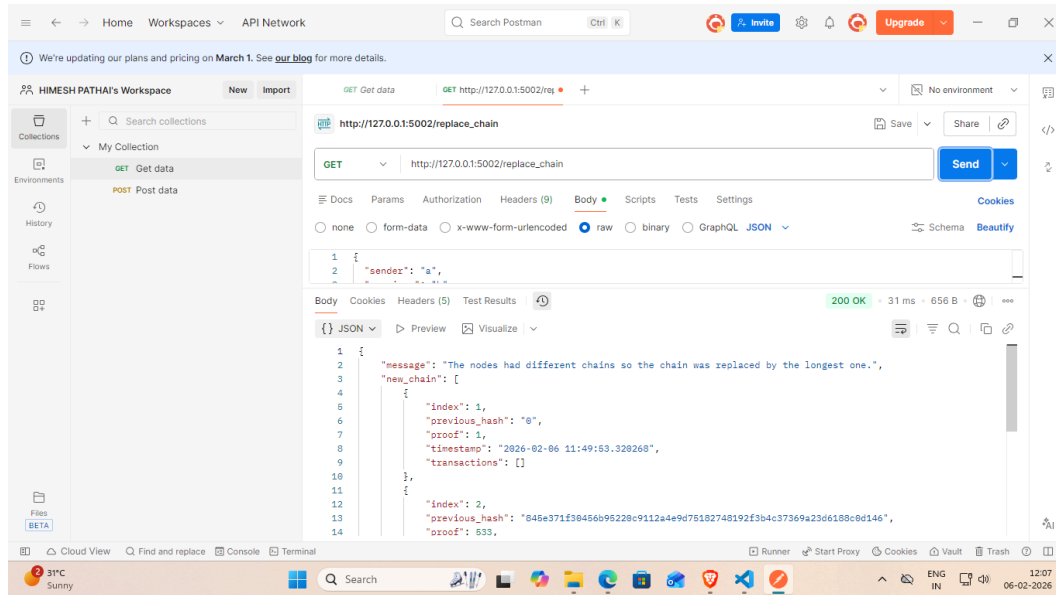 Home Workspaces API Network Search Postman Ctrl K Invite Upgrade
We're updating our plans and pricing on March 1. See our blog for more details.
HIMESH PATHAI's Workspace New Import GET Get data GET http://127.0.0.1:5002/rep No environment
Collections Search collections http://127.0.0.1:5002/replace_chain Save Share
My Collection
GET Get data GET http://127.0.0.1:5002/replace_chain Send
Environments
POST Post data
Docs Params Authorization Headers (9) Body Scripts Tests Settings Cookies
History
none form-data x-www-form-urlencoded raw binary GraphQL JSON Schema Beautify
Flows
1 {
2 "sender": "a",
Body Cookies Headers (5) Test Results 200 OK 31 ms 656 B
{} JSON Preview Visualize
1 {
2 "message": "The nodes had different chains so the chain was replaced by the longest one.",
3 "new_chain": [
4 {
5 "index": 1,
6 "previous_hash": "0",
7 "proof": 1,
8 "timestamp": "2026-02-06 11:49:53.320268",
9 "transactions": []
10 },
11 {
12 "index": 2,
13 "previous_hash": "845e371f30456b95220c9112a4e9d75182748192f3b4c37369a23d6188c0d146",
14 "proof": 533,
Files
BETA
AI
Cloud View Find and replace Console Terminal Runner Start Proxy Cookies Vault Trash
2
31°C
Sunny
Search
ENG
IN
12:07
06-02-2026